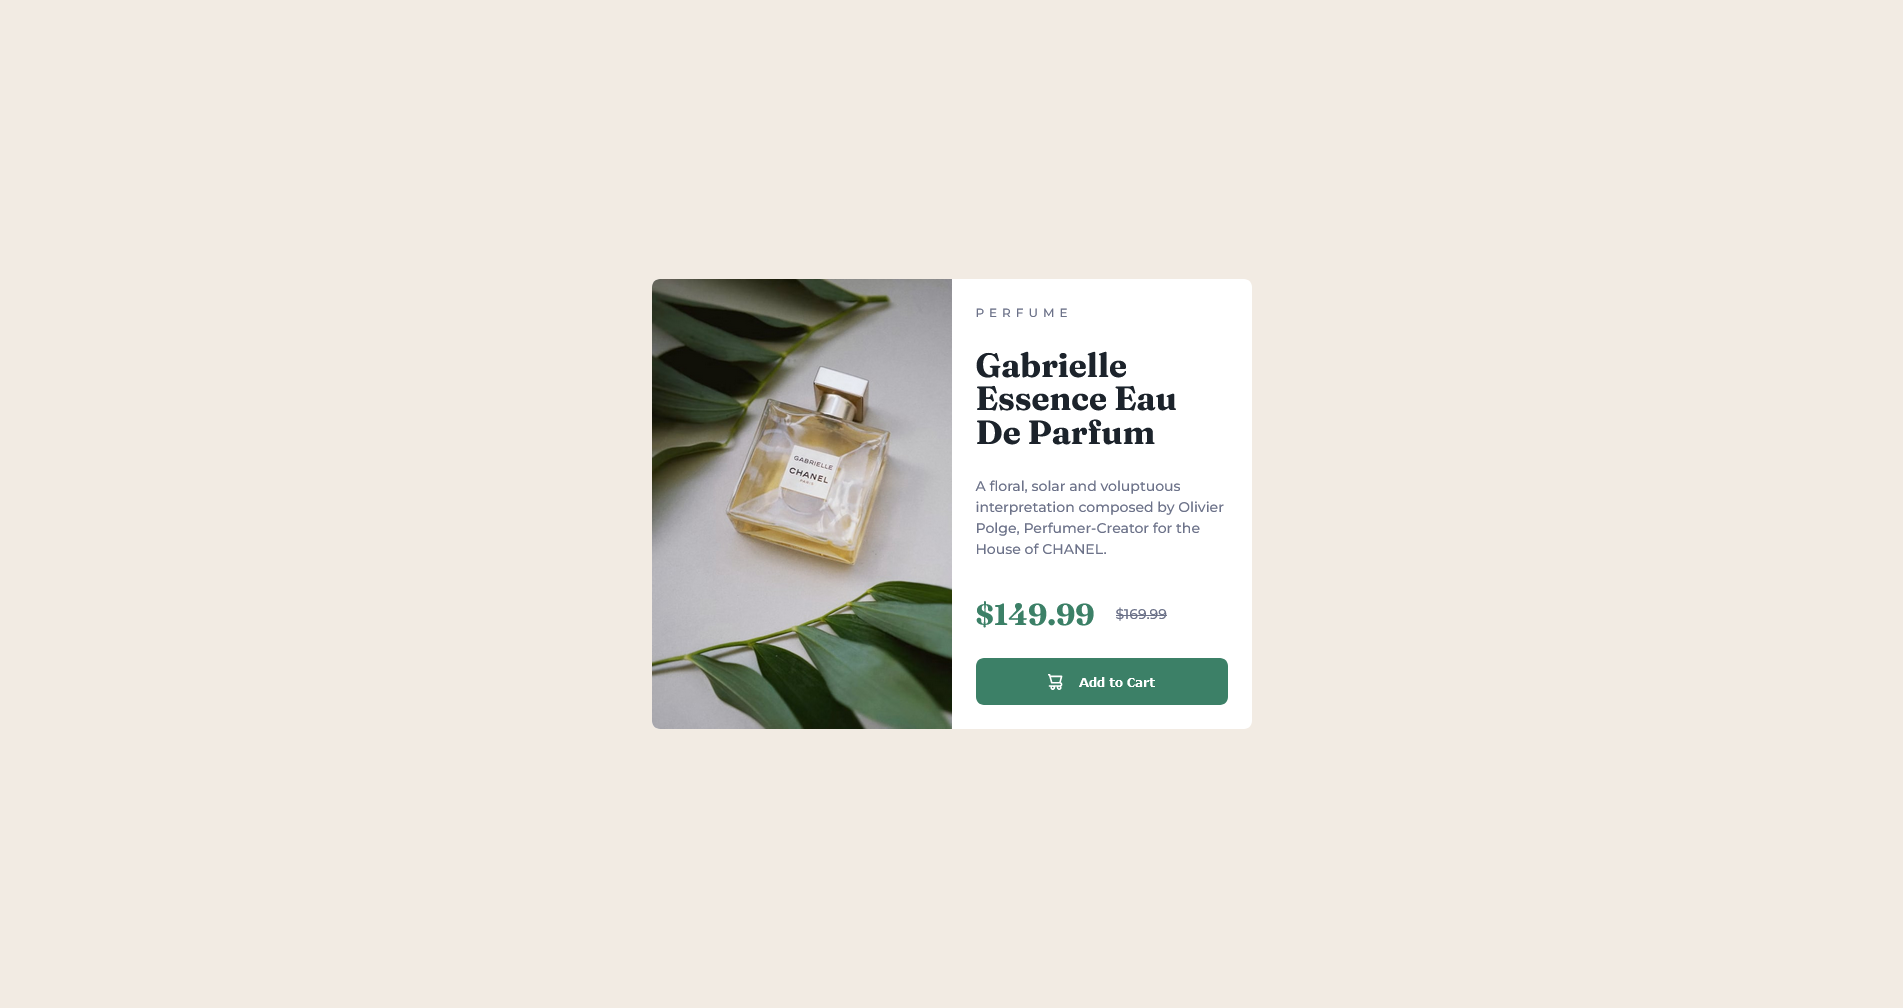 PERFUME
Gabrielle
Essence Eau
De Parfum
GABRIELLE
CHANEL
PARIS
A floral, solar and voluptuous
interpretation composed by Olivier
Polge, Perfumer-Creator for the
House of CHANEL.
$149.99 $169.99
Add to Cart